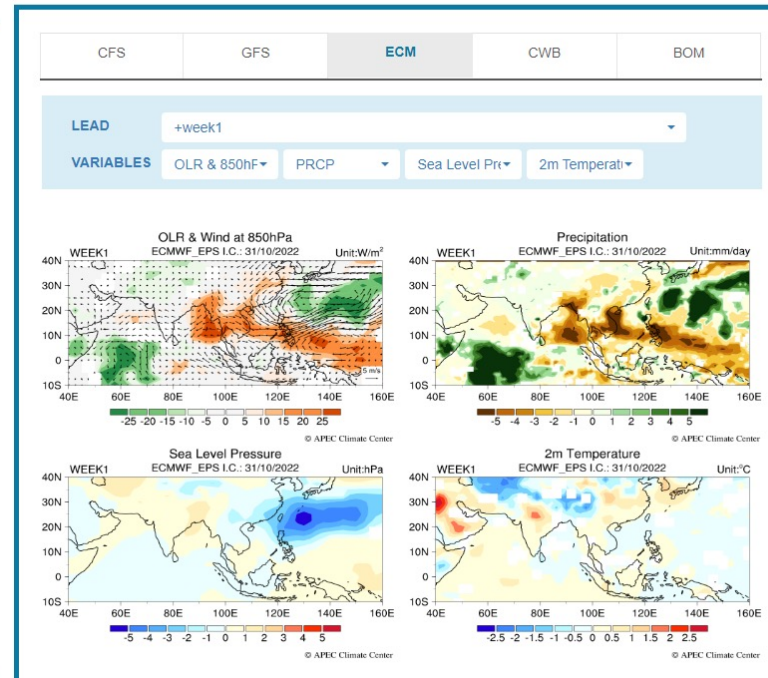 CFS GFS ECM CWB BOM
LEAD +week1
VARIABLES OLR & 850hF PRCP Sea Level Pre 2m Temperati
OLR & Wind at 850hPa
WEEK1 ECMWF_EPS I.C.: 31/10/2022 Unit:W/m²
40N
30N
20N
10N
0
10S
5 m/s
40E 60E 80E 100E 120E 140E 160E
-25 -20 -15 -10 -5 0 5 10 15 20 25
© APEC Climate Center
Precipitation
WEEK1 ECMWF_EPS I.C.: 31/10/2022 Unit:mm/day
40N
30N
20N
10N
0
10S
40E 60E 80E 100E 120E 140E 160E
-5 -4 -3 -2 -1 0 1 2 3 4 5
© APEC Climate Center
Sea Level Pressure
WEEK1 ECMWF_EPS I.C.: 31/10/2022 Unit:hPa
40N
30N
20N
10N
0
10S
40E 60E 80E 100E 120E 140E 160E
-5 -4 -3 -2 -1 0 1 2 3 4 5
© APEC Climate Center
2m Temperature
WEEK1 ECMWF_EPS I.C.: 31/10/2022 Unit:°C
40N
30N
20N
10N
0
10S
40E 60E 80E 100E 120E 140E 160E
-2.5 -2 -1.5 -1 -0.5 0 0.5 1 1.5 2 2.5
© APEC Climate Center